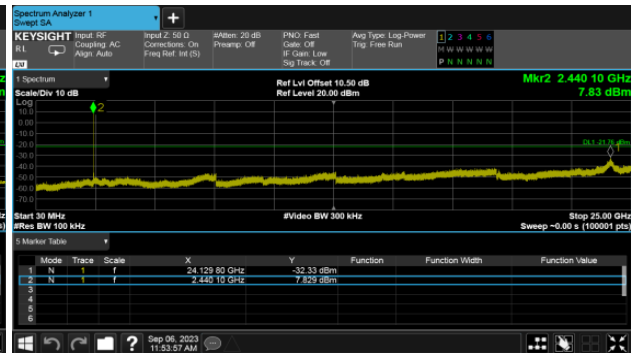 Spectrum Analyzer 1
Swept SA
+
KEYSIGHT Input: RF Input Z: 50 Ω #Atten: 20 dB PNO: Fast Avg Type: Log-Power 1 2 3 4 5 6
R L Coupling: AC Corrections: On Preamp: Off Gate: Off Trig: Free Run M W W W W W
Align: Auto Freq Ref: Int (S) IF Gain: Low
Sig Track: Off P N N N N N
LXI
1 Spectrum Ref Lvl Offset 10.50 dB Mkr2 2.440 10 GHz
Scale/Div 10 dB Ref Level 20.00 dBm 7.83 dBm
Log
10.0
0.00
-10.0
-20.0
-30.0
-40.0
-50.0
-60.0
-70.0
2
DL1 -21.76 dBm
1
Start 30 MHz #Video BW 300 kHz Stop 25.00 GHz
#Res BW 100 kHz Sweep ~0.00 s (100001 pts)
5 Marker Table
Mode Trace Scale X Y Function Function Width Function Value
1 N 1 f 24.129 80 GHz -32.33 dBm
2 N 1 f 2.440 10 GHz 7.829 dBm
3
4
5
6
? Sep 06, 2023
11:53:57 AM